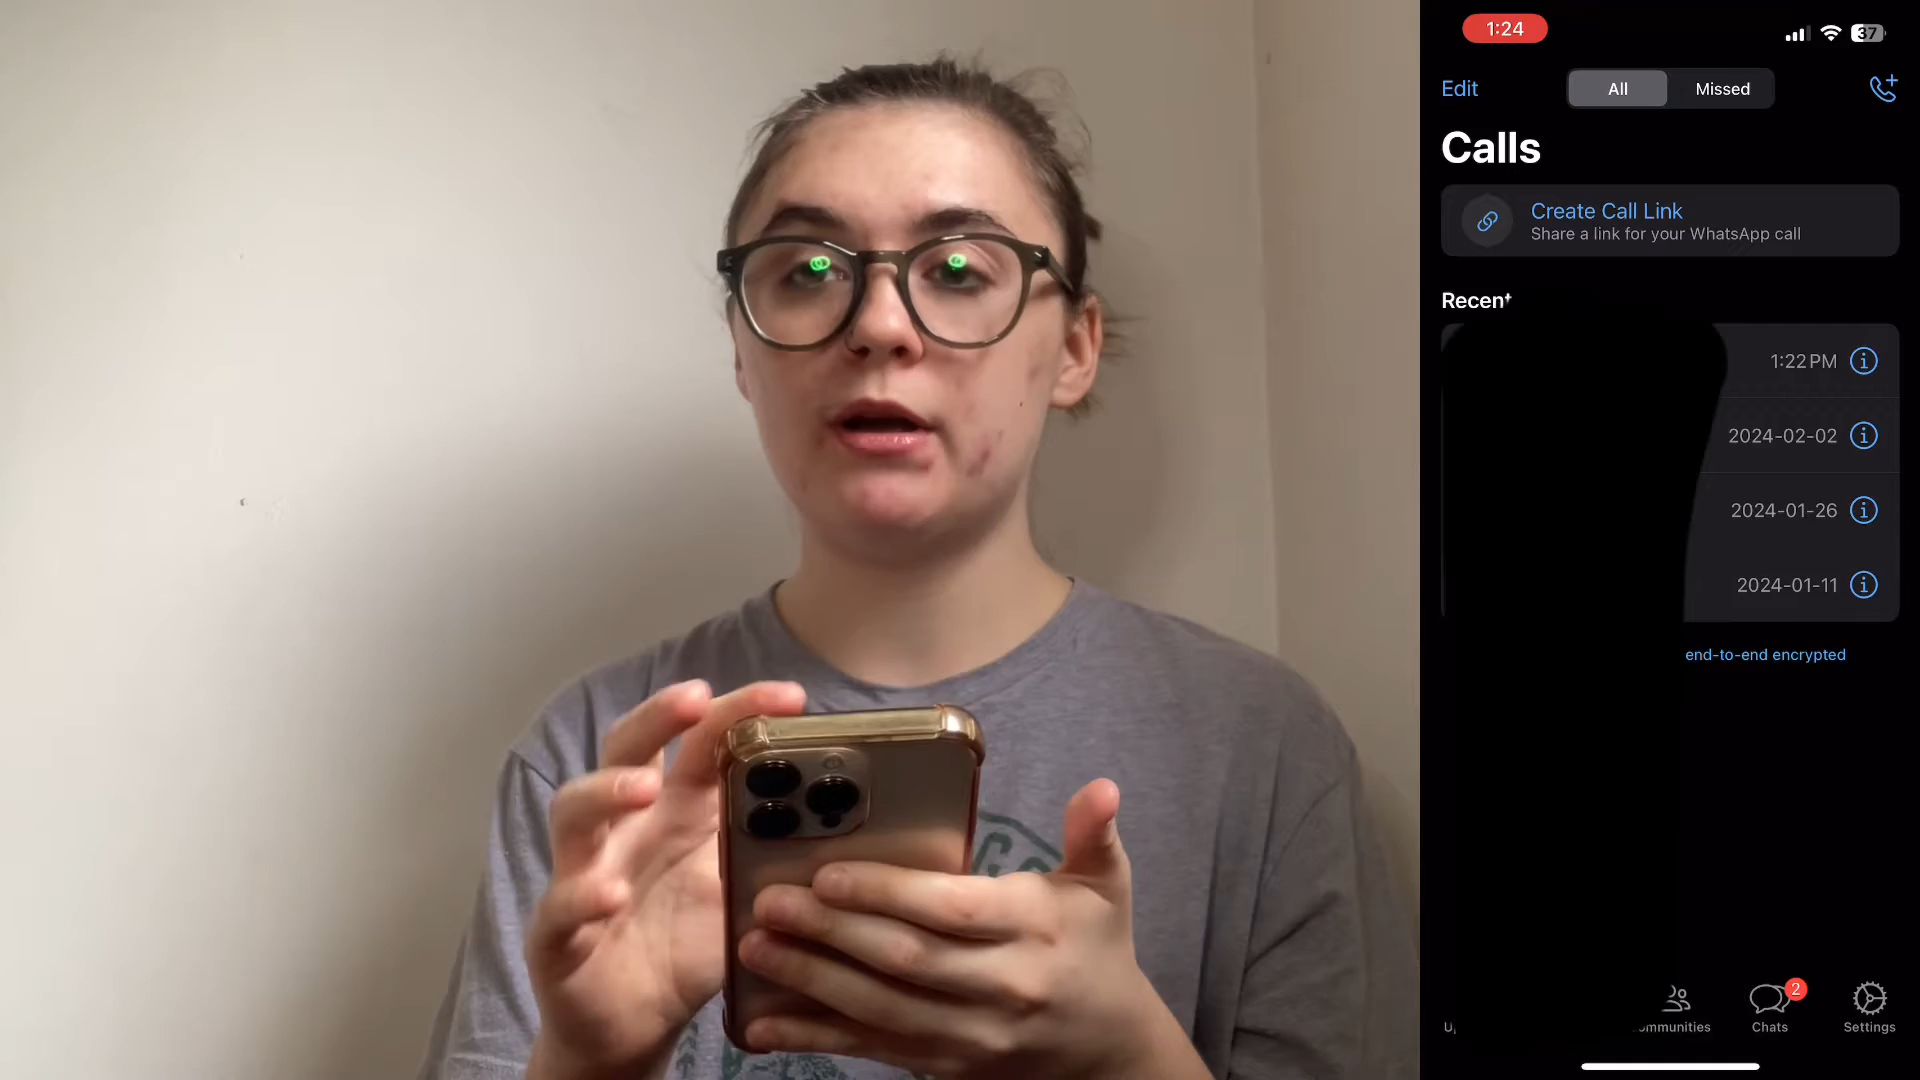 1:24
37
Edit
All
Missed
Calls
Create Call Link
Share a link for your WhatsApp call
Recent
1:22 PM
2024-02-02
2024-01-26
2024-01-11
end-to-end encrypted
mmunities
Chats
2
Settings